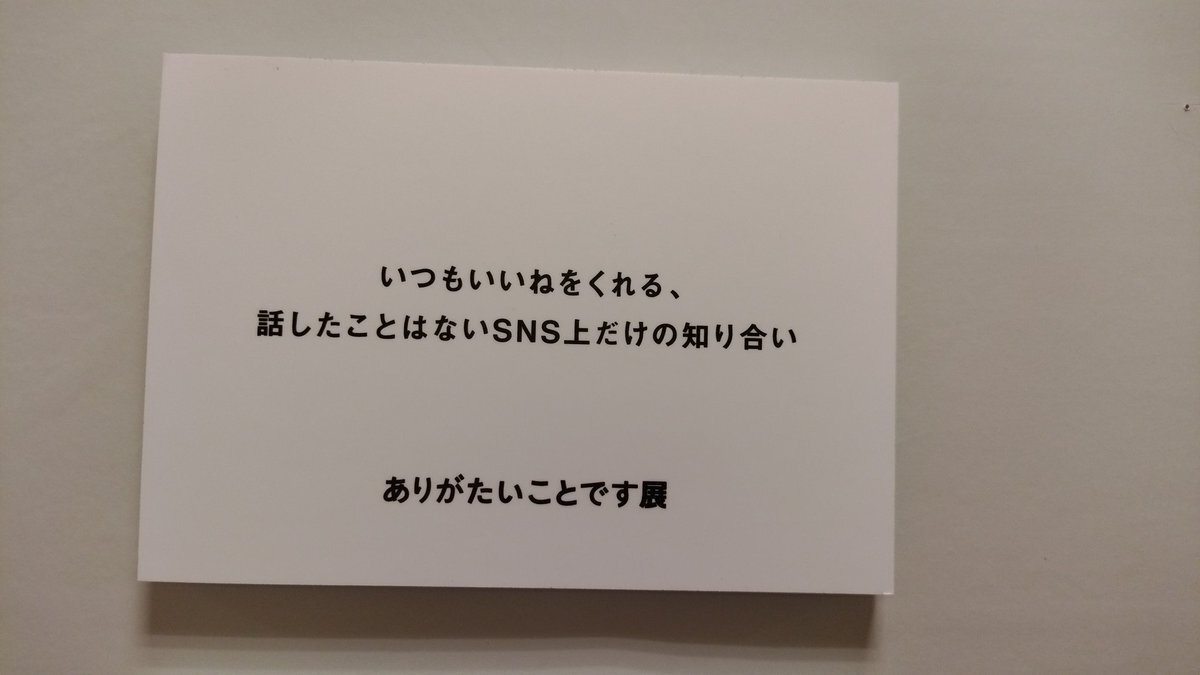 いつもいいねをくれる、
話したことはないSNS上だけの知り合い
ありがたいことです展